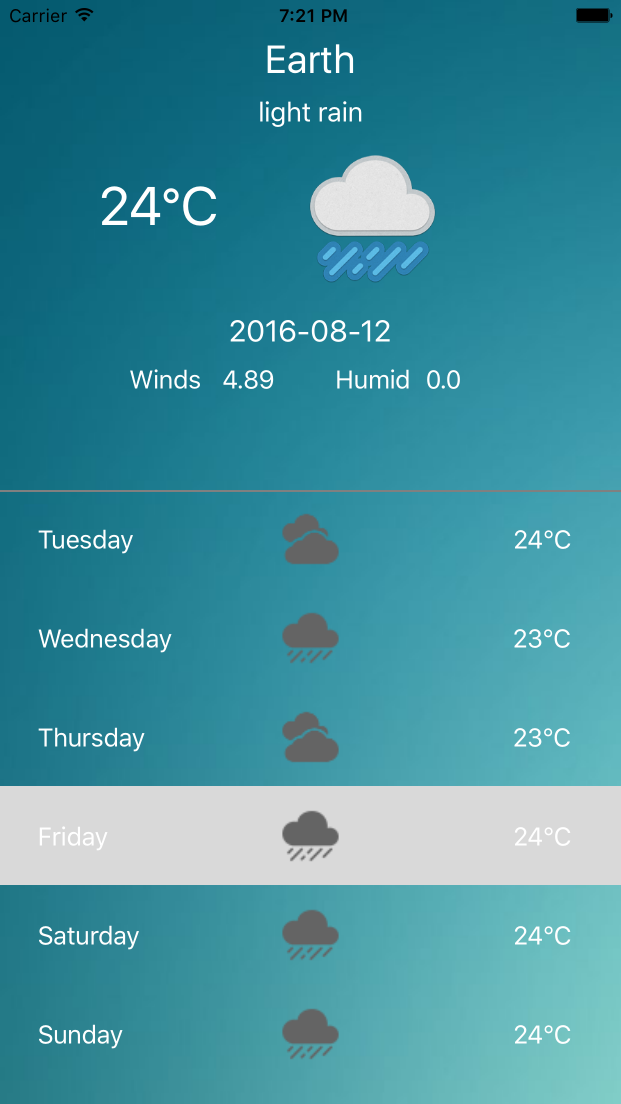 Carrier 7:21 PM
Earth
light rain
24°C
2016-08-12
Winds 4.89 Humid 0.0
Tuesday 24°C
Wednesday 23°C
Thursday 23°C
Friday 24°C
Saturday 24°C
Sunday 24°C